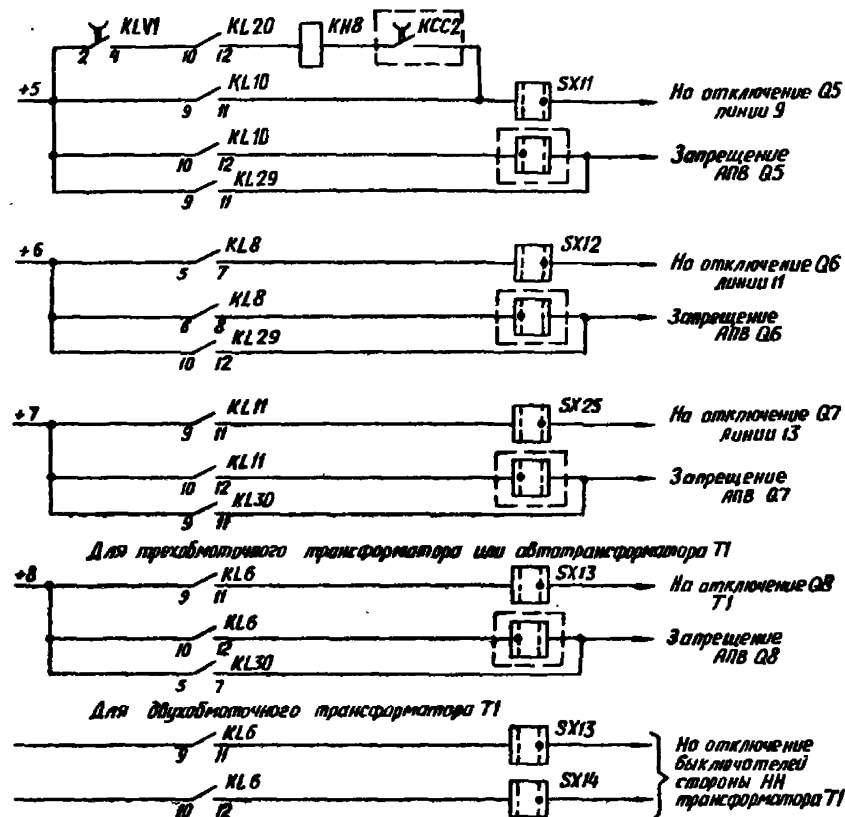 KLV1 KL20 KH8 KCC2
2 4 10 12
+5 KL10 SX11 На отключение Q5
9 11 линии 9
KL10 Запрещение
10 12 АПВ Q5
KL29
9 11
+6 KL8 SX12 На отключение Q6
5 7 линии 11
KL8 Запрещение
6 8 АПВ Q6
KL29
10 12
+7 KL11 SX25 На отключение Q7
9 11 линии 13
KL11 Запрещение
10 12 АПВ Q7
KL30
9 11
Для трехобмоточного трансформатора или автотрансформатора T1
+8 KL6 SX13 На отключение Q8
9 11 T1
KL6 Запрещение
10 12 АПВ Q8
KL30
5 7
Для двухобмоточного трансформатора T1
KL6 SX13 На отключение
9 11 выключателей
KL6 SX14 стороны НН
10 12 трансформатора T1